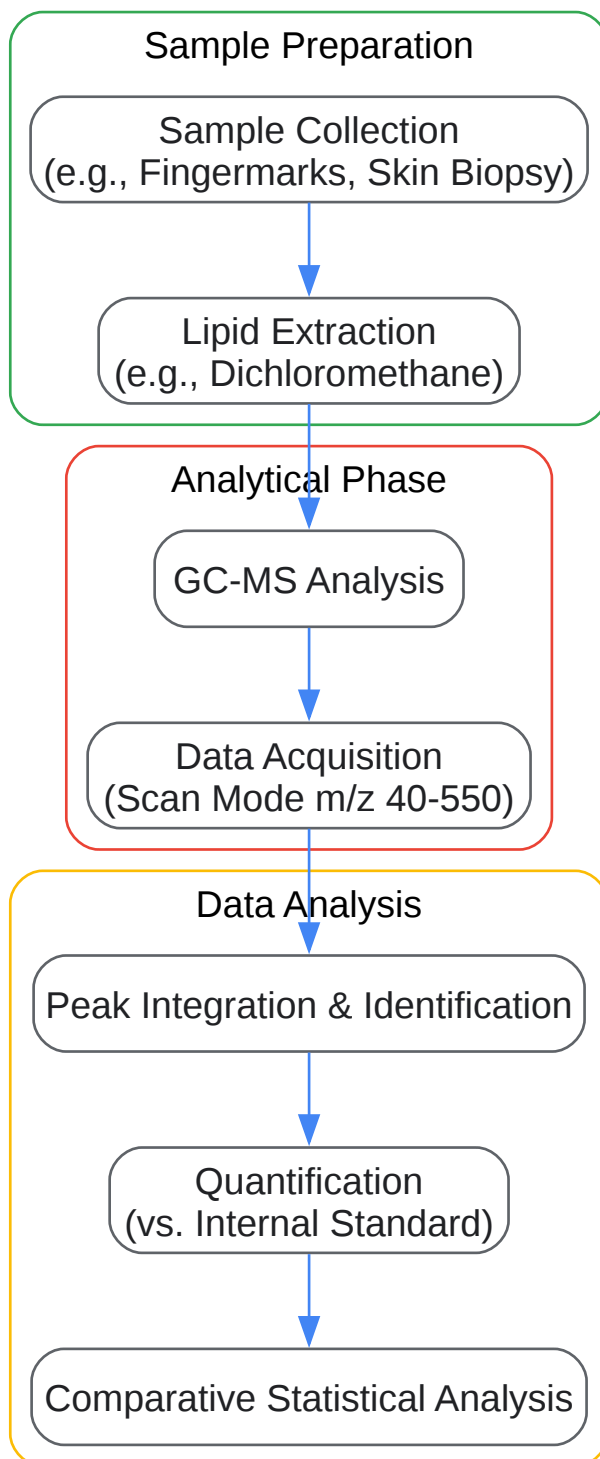 Sample Preparation
Sample Collection
(e.g., Fingermarks, Skin Biopsy)
Lipid Extraction
(e.g., Dichloromethane)
Analytical Phase
GC-MS Analysis
Data Acquisition
(Scan Mode m/z 40-550)
Data Analysis
Peak Integration & Identification
Quantification
(vs. Internal Standard)
Comparative Statistical Analysis